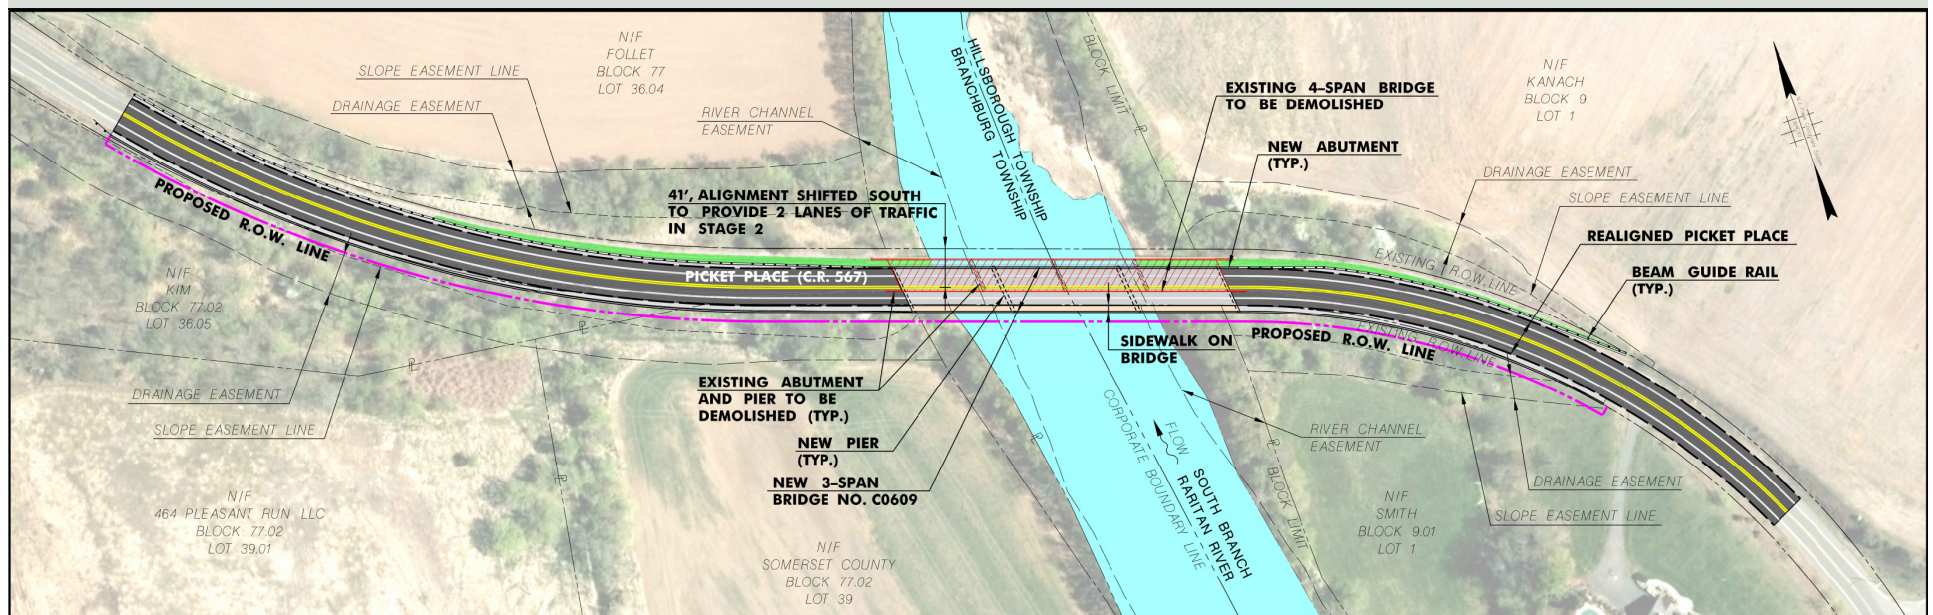 N/F
FOLLET
BLOCK 77
LOT 36.04
SLOPE EASEMENT LINE
DRAINAGE EASEMENT
RIVER CHANNEL
EASEMENT
HILLSBOROUGH TOWNSHIP
BRANCHBURG TOWNSHIP
BLOCK LIMIT
PL
EXISTING 4-SPAN BRIDGE
TO BE DEMOLISHED
NEW ABUTMENT
(TYP.)
N/F
KANACH
BLOCK 9
LOT 1
DRAINAGE EASEMENT
SLOPE EASEMENT LINE
REALIGNED PICKET PLACE
BEAM GUIDE RAIL
(TYP.)
EXISTING R.O.W. LINE
41', ALIGNMENT SHIFTED SOUTH
TO PROVIDE 2 LANES OF TRAFFIC
IN STAGE 2
PROPOSED R.O.W. LINE
PICKET PLACE (C.R. 567)
N/F
KIM
BLOCK 77.02
LOT 36.05
PL
PL
DRAINAGE EASEMENT
SLOPE EASEMENT LINE
EXISTING ABUTMENT
AND PIER TO BE
DEMOLISHED (TYP.)
NEW PIER
(TYP.)
NEW 3-SPAN
BRIDGE NO. C0609
SIDEWALK ON
BRIDGE
PROPOSED R.O.W. LINE
EXISTING R.O.W. LINE
RIVER CHANNEL
EASEMENT
DRAINAGE EASEMENT
SLOPE EASEMENT LINE
N/F
464 PLEASANT RUN LLC
BLOCK 77.02
LOT 39.01
PL
N/F
SOMERSET COUNTY
BLOCK 77.02
LOT 39
PL
CORPORATE BOUNDARY LINE
FLOW
SOUTH BRANCH
RARITAN RIVER
PL
BLOCK LIMIT
N/F
SMITH
BLOCK 9.01
LOT 1